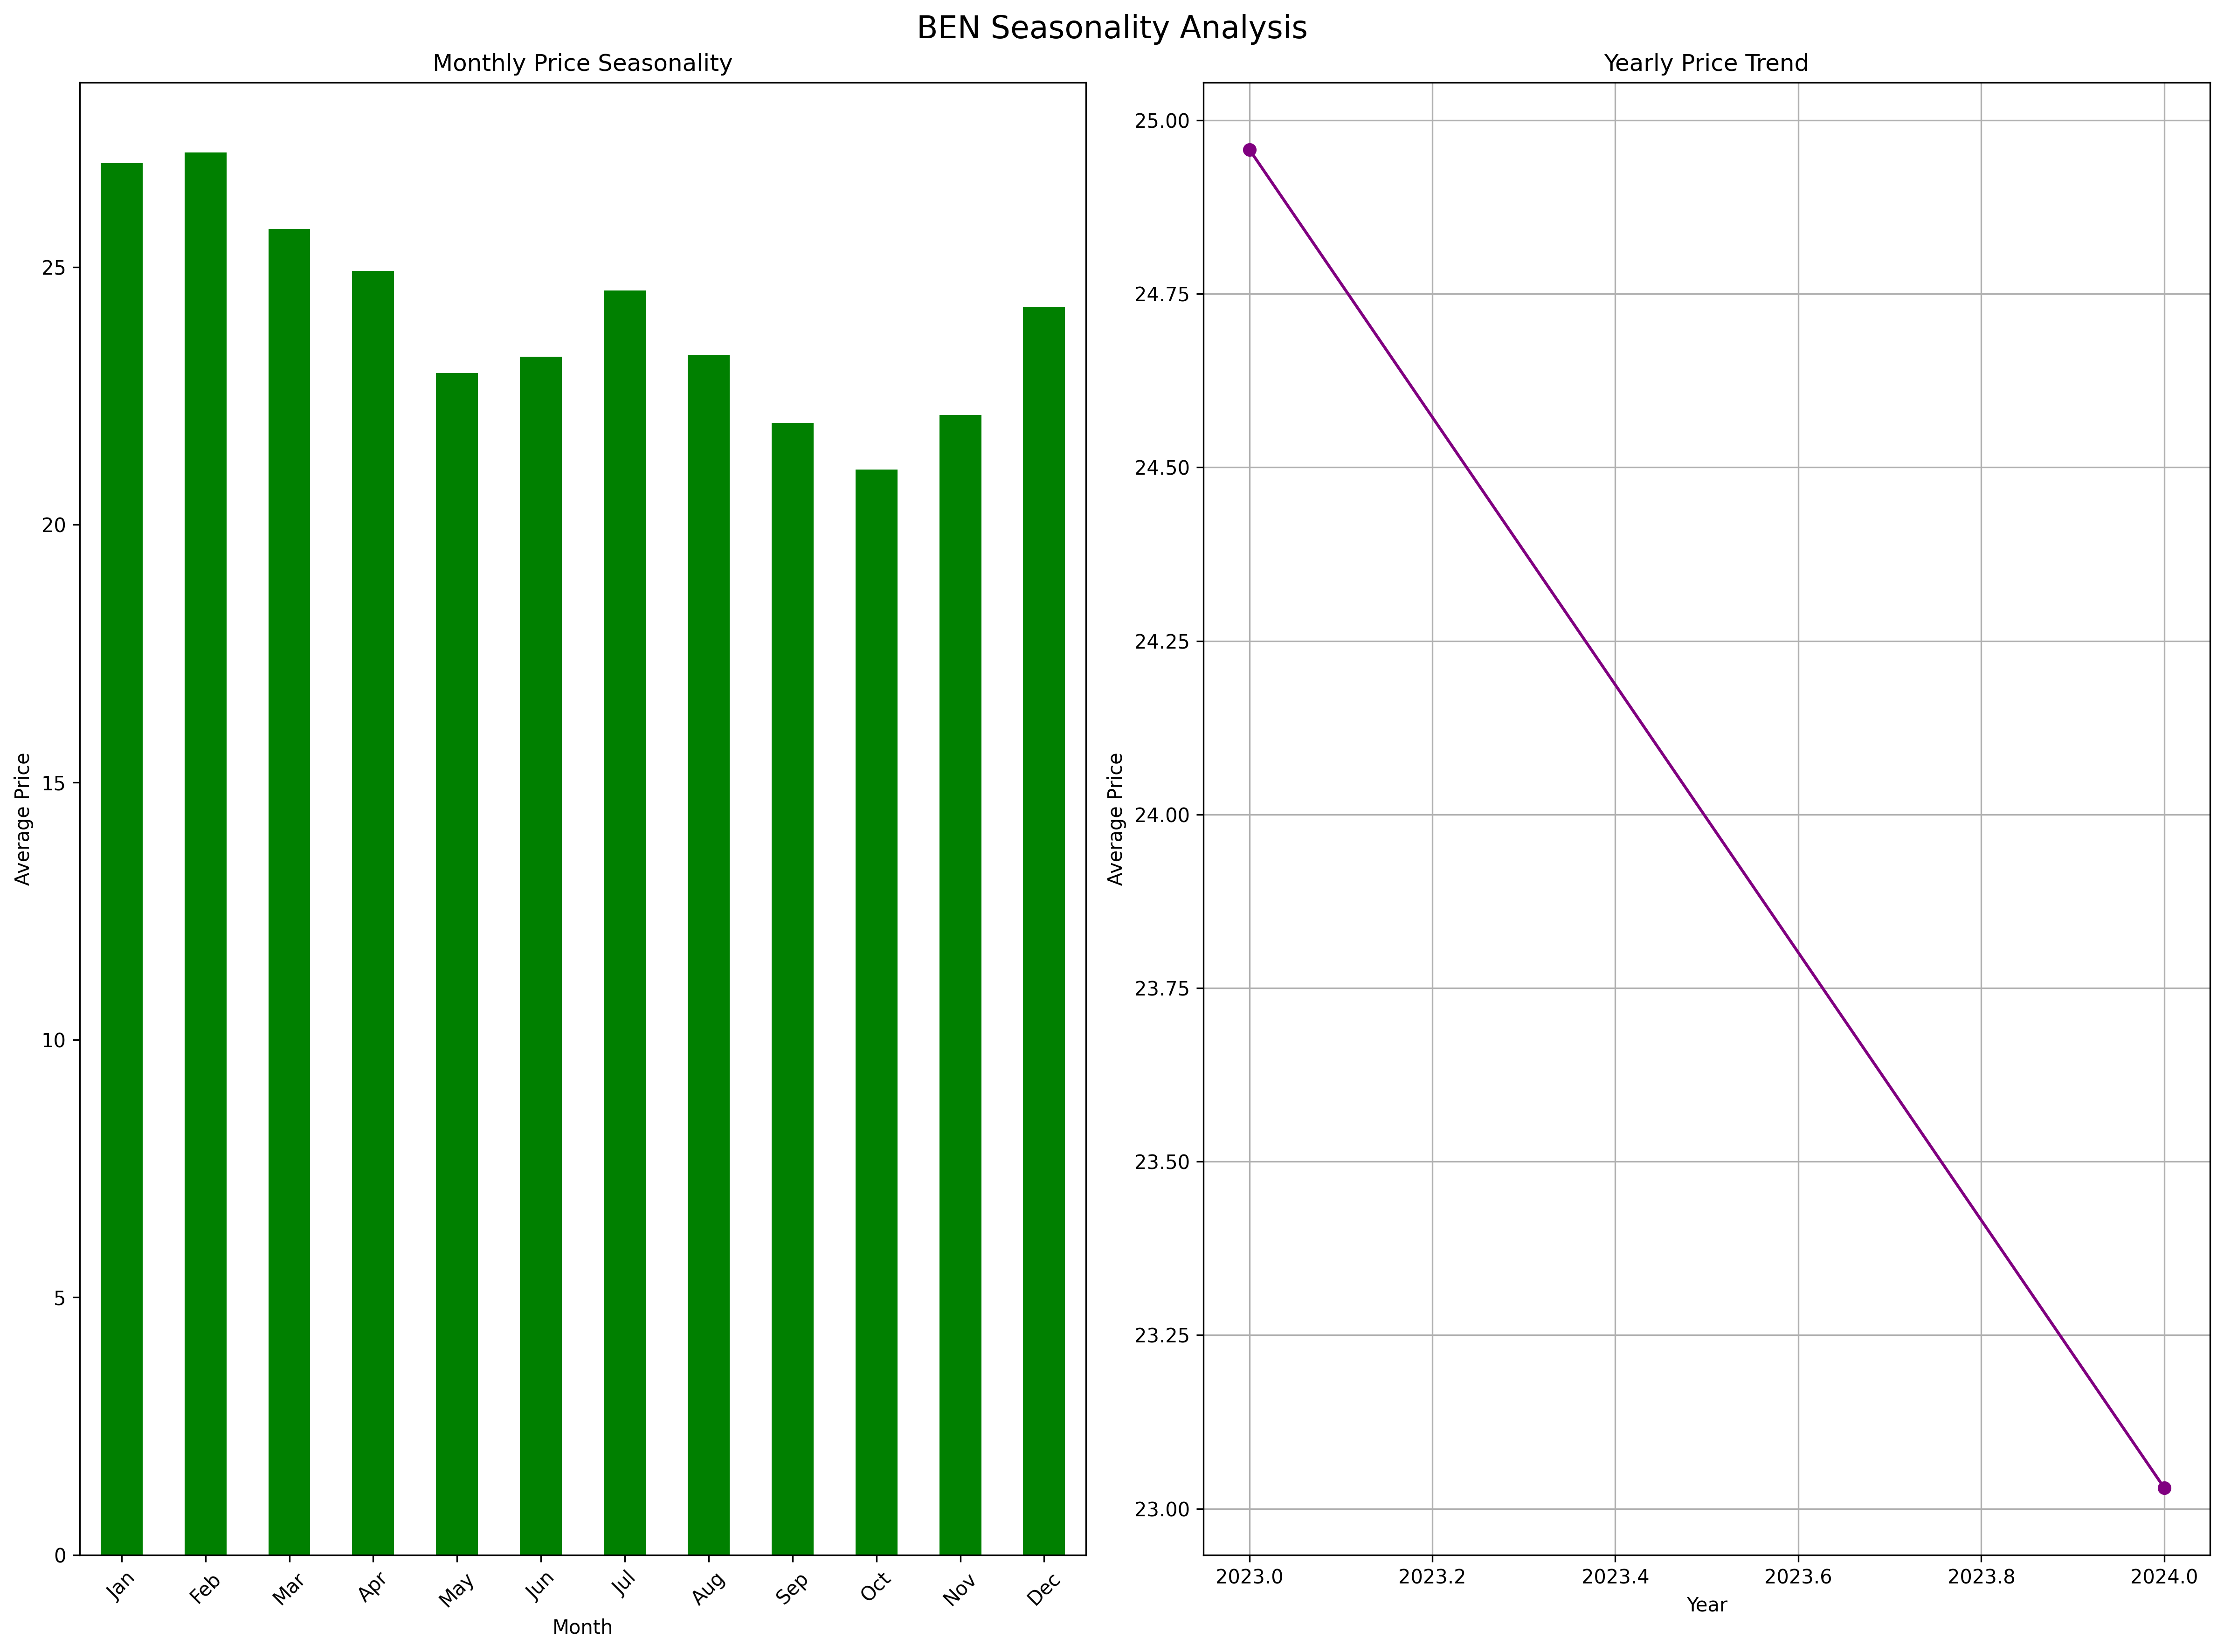 BEN Seasonality Analysis
Monthly Price Seasonality
Average Price
25
20
15
10
5
0
Jan
Feb
Mar
Apr
May
Jun
Jul
Aug
Sep
Oct
Nov
Dec
Month
Yearly Price Trend
Average Price
25.00
24.75
24.50
24.25
24.00
23.75
23.50
23.25
23.00
2023.0
2023.2
2023.4
2023.6
2023.8
2024.0
Year